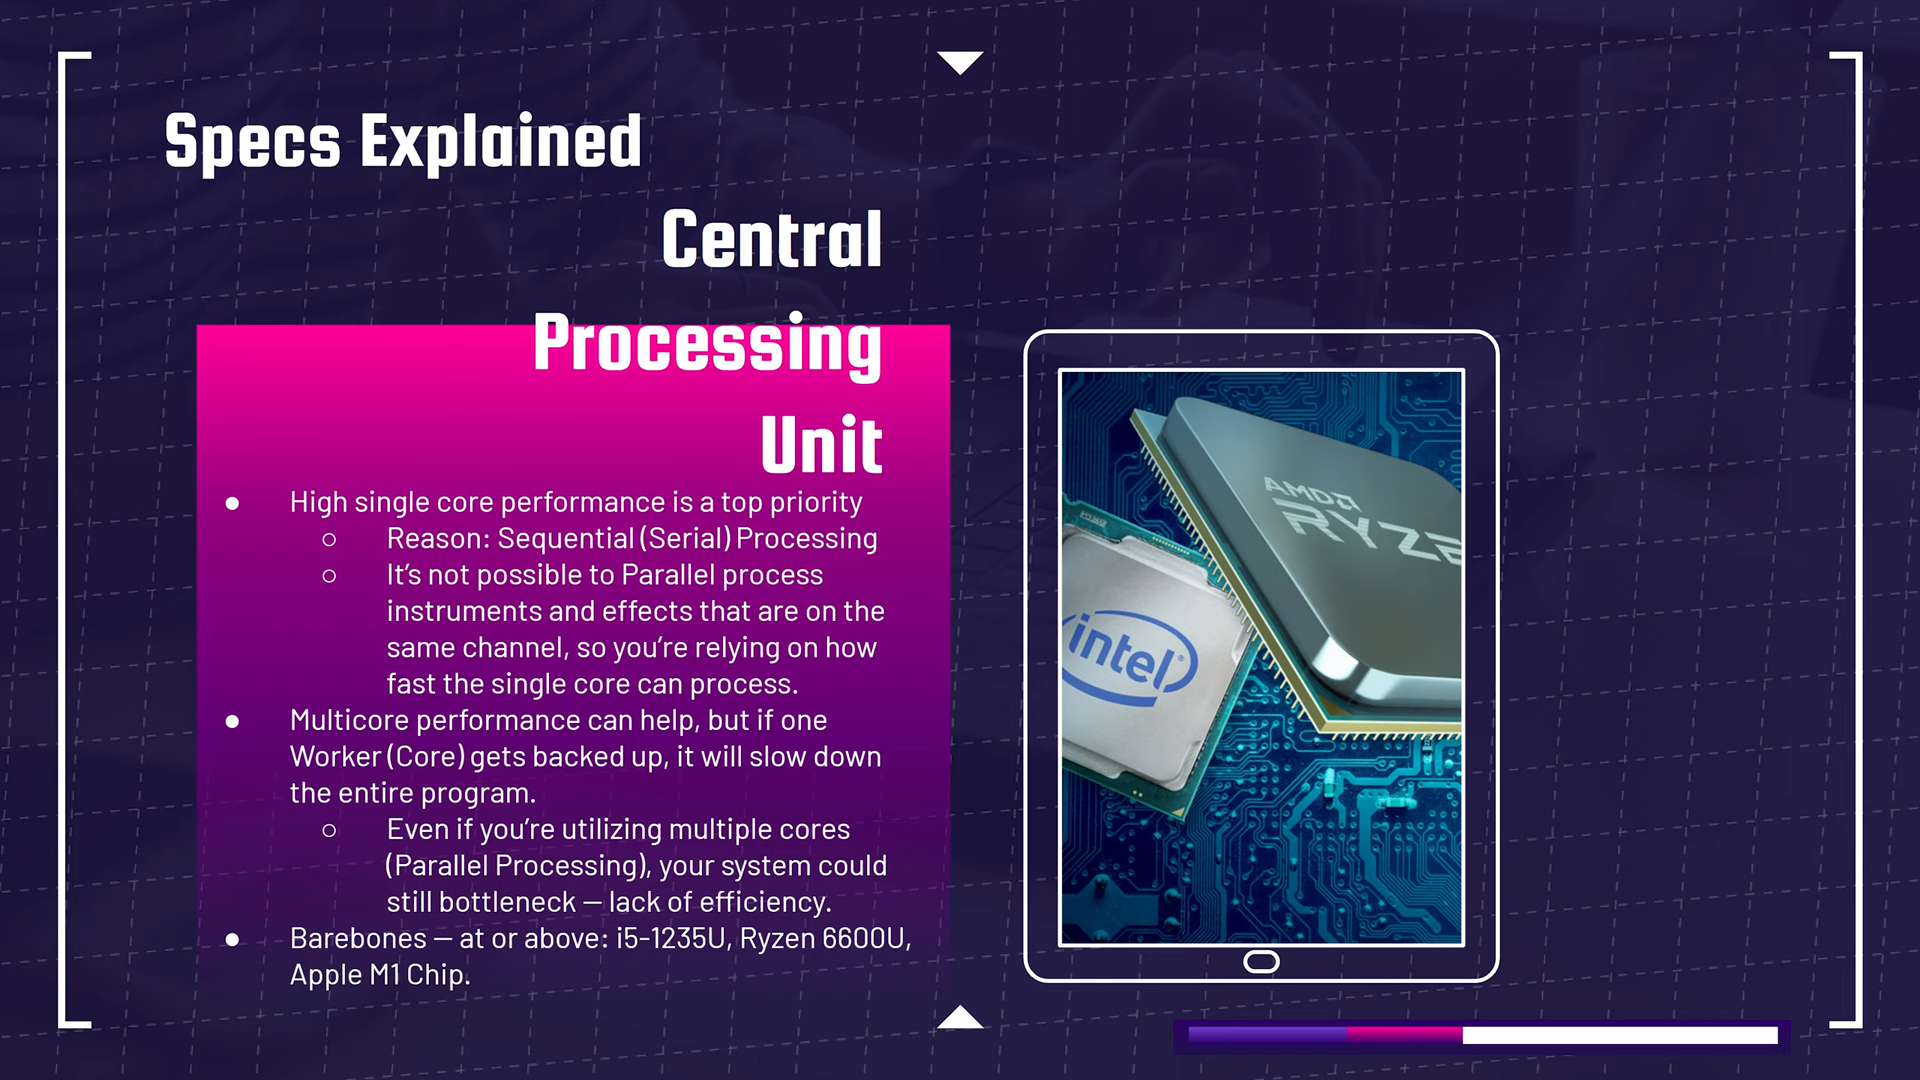 Specs Explained
Central
Processing
Unit
● High single core performance is a top priority
○ Reason: Sequential (Serial) Processing
○ It’s not possible to Parallel process
instruments and effects that are on the
same channel, so you’re relying on how
fast the single core can process.
● Multicore performance can help, but if one
Worker (Core) gets backed up, it will slow down
the entire program.
○ Even if you’re utilizing multiple cores
(Parallel Processing), your system could
still bottleneck – lack of efficiency.
● Barebones – at or above: i5-1235U, Ryzen 6600U,
Apple M1 Chip.
AMD
RYZE
intel®